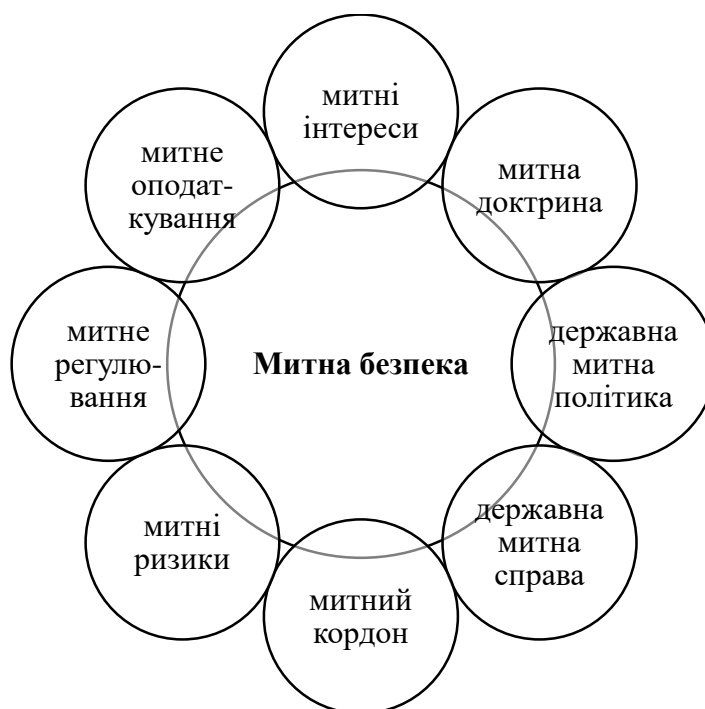 митні
інтереси
митна
доктрина
державна
митна
політика
державна
митна
справа
митний
кордон
митні
ризики
митне
регулю-
вання
митне
оподат-
кування
Митна безпека